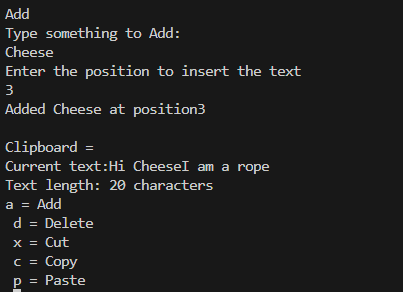 Add
Type something to Add:
Cheese
Enter the position to insert the text
3
Added Cheese at position3
Clipboard =
Current text:Hi CheeseI am a rope
Text length: 20 characters
a = Add
d = Delete
x = Cut
c = Copy
p = Paste